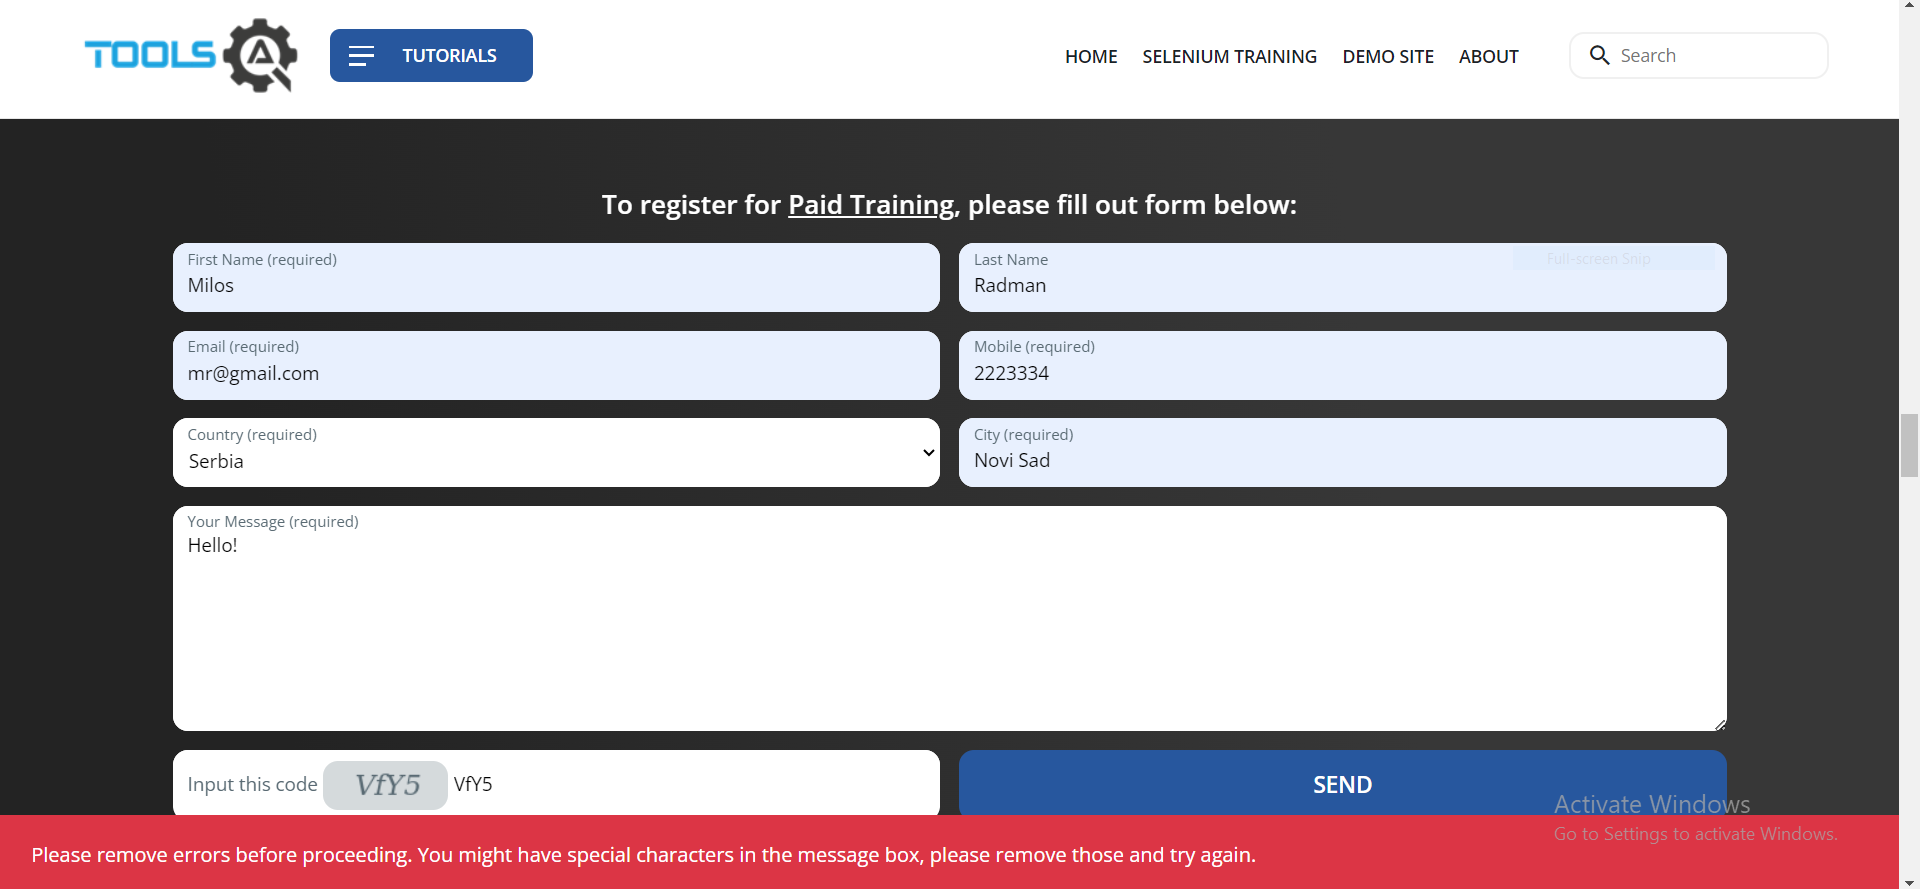 TOOLS
TUTORIALS
HOME SELENIUM TRAINING DEMO SITE ABOUT
Search
To register for Paid Training, please fill out form below:
First Name (required)
Milos
Last Name
Radman
Full-screen Snip
Email (required)
mr@gmail.com
Mobile (required)
2223334
Country (required)
Serbia
City (required)
Novi Sad
Your Message (required)
Hello!
Input this code VfY5 VfY5
SEND
Activate Windows
Go to Settings to activate Windows.
Please remove errors before proceeding. You might have special characters in the message box, please remove those and try again.